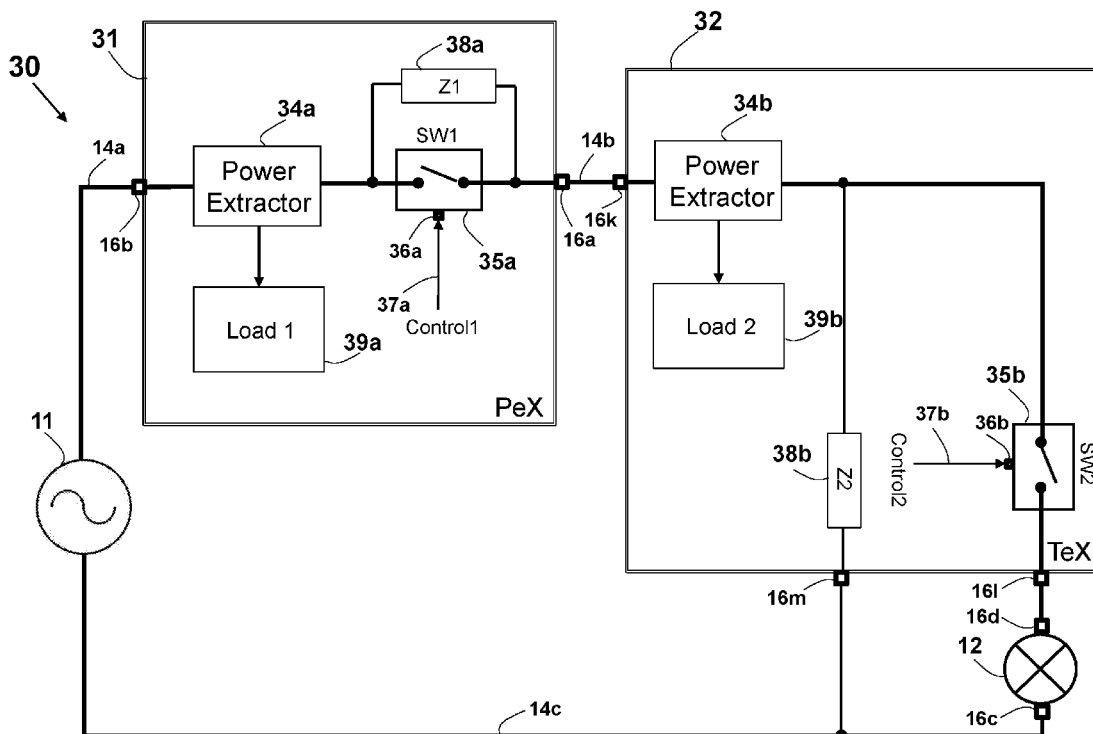 30
31
38a
Z1
34a
SW1
14a
Power
Extractor
16b
36a
35a
37a
Control1
Load 1
39a
PeX
14b
16a
16k
32
34b
Power
Extractor
Load 2
39b
35b
37b
36b
Control2
SW2
38b
Z2
TeX
11
16m
16l
16d
12
16c
14c